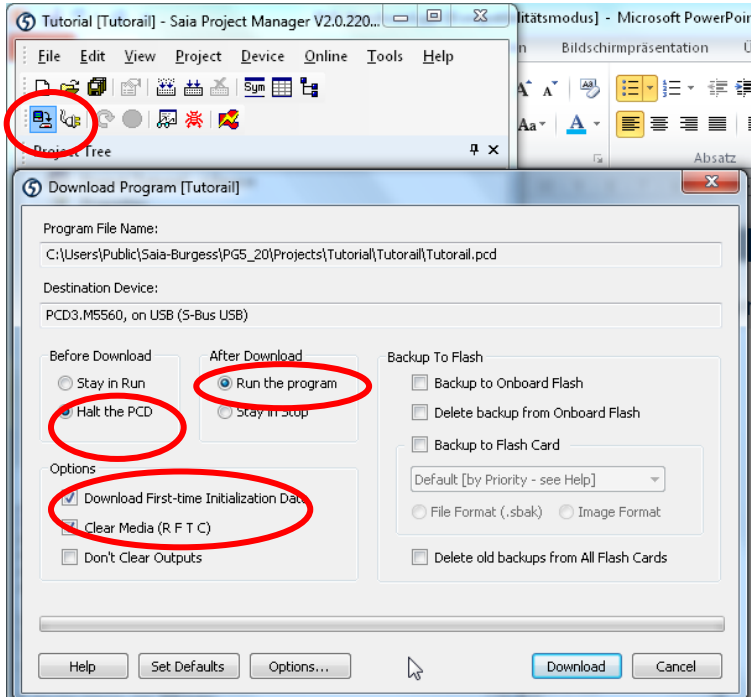 Tutorial [Tutorail] - Saia Project Manager V2.0.220...
litätsmodus] - Microsoft PowerPoin
File Edit View Project Device Online Tools Help
n Bildschirmpräsentation Ü
Sym
A A
Aa A
Project Tree
Absatz
Download Program [Tutorail]
Program File Name:
C:\Users\Public\Saia-Burgess\PG5_20\Projects\Tutorial\Tutorail\Tutorail.pcd
Destination Device:
PCD3.M5560, on USB (S-Bus USB)
Before Download
Stay in Run
Halt the PCD
After Download
Run the program
Stay in Stop
Options
Download First-time Initialization Data
Clear Media (R F T C)
Don't Clear Outputs
Backup To Flash
Backup to Onboard Flash
Delete backup from Onboard Flash
Backup to Flash Card
Default [by Priority - see Help]
File Format (.sbak) Image Format
Delete old backups from All Flash Cards
Help Set Defaults Options... Download Cancel